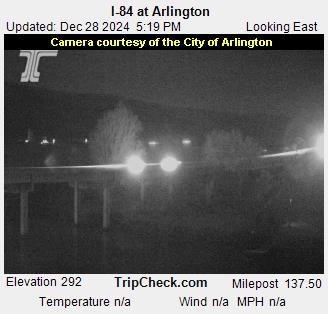 I-84 at Arlington
Updated: Dec 28 2024 5:19 PM Looking East
Camera courtesy of the City of Arlington
Elevation 292 TripCheck.com Milepost 137.50
Temperature n/a Wind n/a MPH n/a